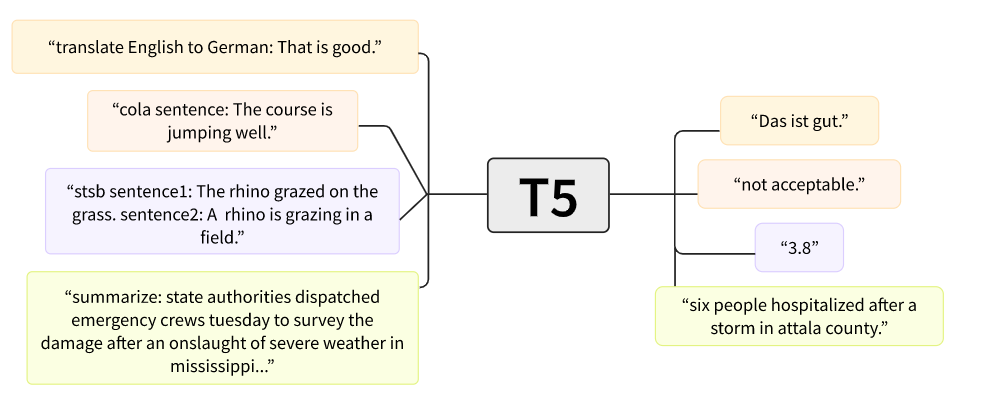 “translate English to German: That is good.”
“cola sentence: The course is
jumping well.”
“stsb sentence1: The rhino grazed on the
grass. sentence2: A  rhino is grazing in a
field.”
“summarize: state authorities dispatched
emergency crews tuesday to survey the
damage after an onslaught of severe weather in
mississippi...”
T5
“Das ist gut.”
“not acceptable.”
“3.8”
“six people hospitalized after a
storm in attala county.”